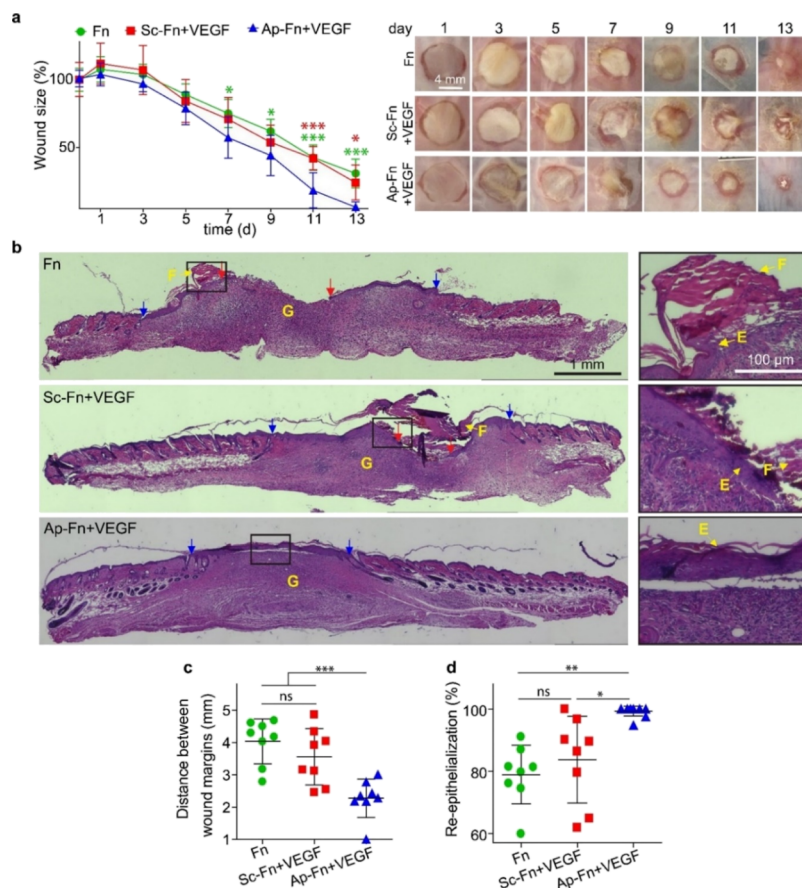 a
Fn Sc-Fn+VEGF Ap-Fn+VEGF
Wound size (%)
100
50
* * *** *
*** ***
1 3 5 7 9 11 13
time (d)
day 1 3 5 7 9 11 13
Fn
4 mm
Sc-Fn
+VEGF
Ap-Fn
+VEGF
b
Fn
F
G
1 mm
F
E
100 µm
Sc-Fn+VEGF
F
G
E
F
Ap-Fn+VEGF
G
E
c
***
ns
Distance between
wound margins (mm)
5
4
3
2
1
Fn
Sc-Fn+VEGF
Ap-Fn+VEGF
d
**
ns
*
Re-epithelialization (%)
100
80
60
Fn
Sc-Fn+VEGF
Ap-Fn+VEGF